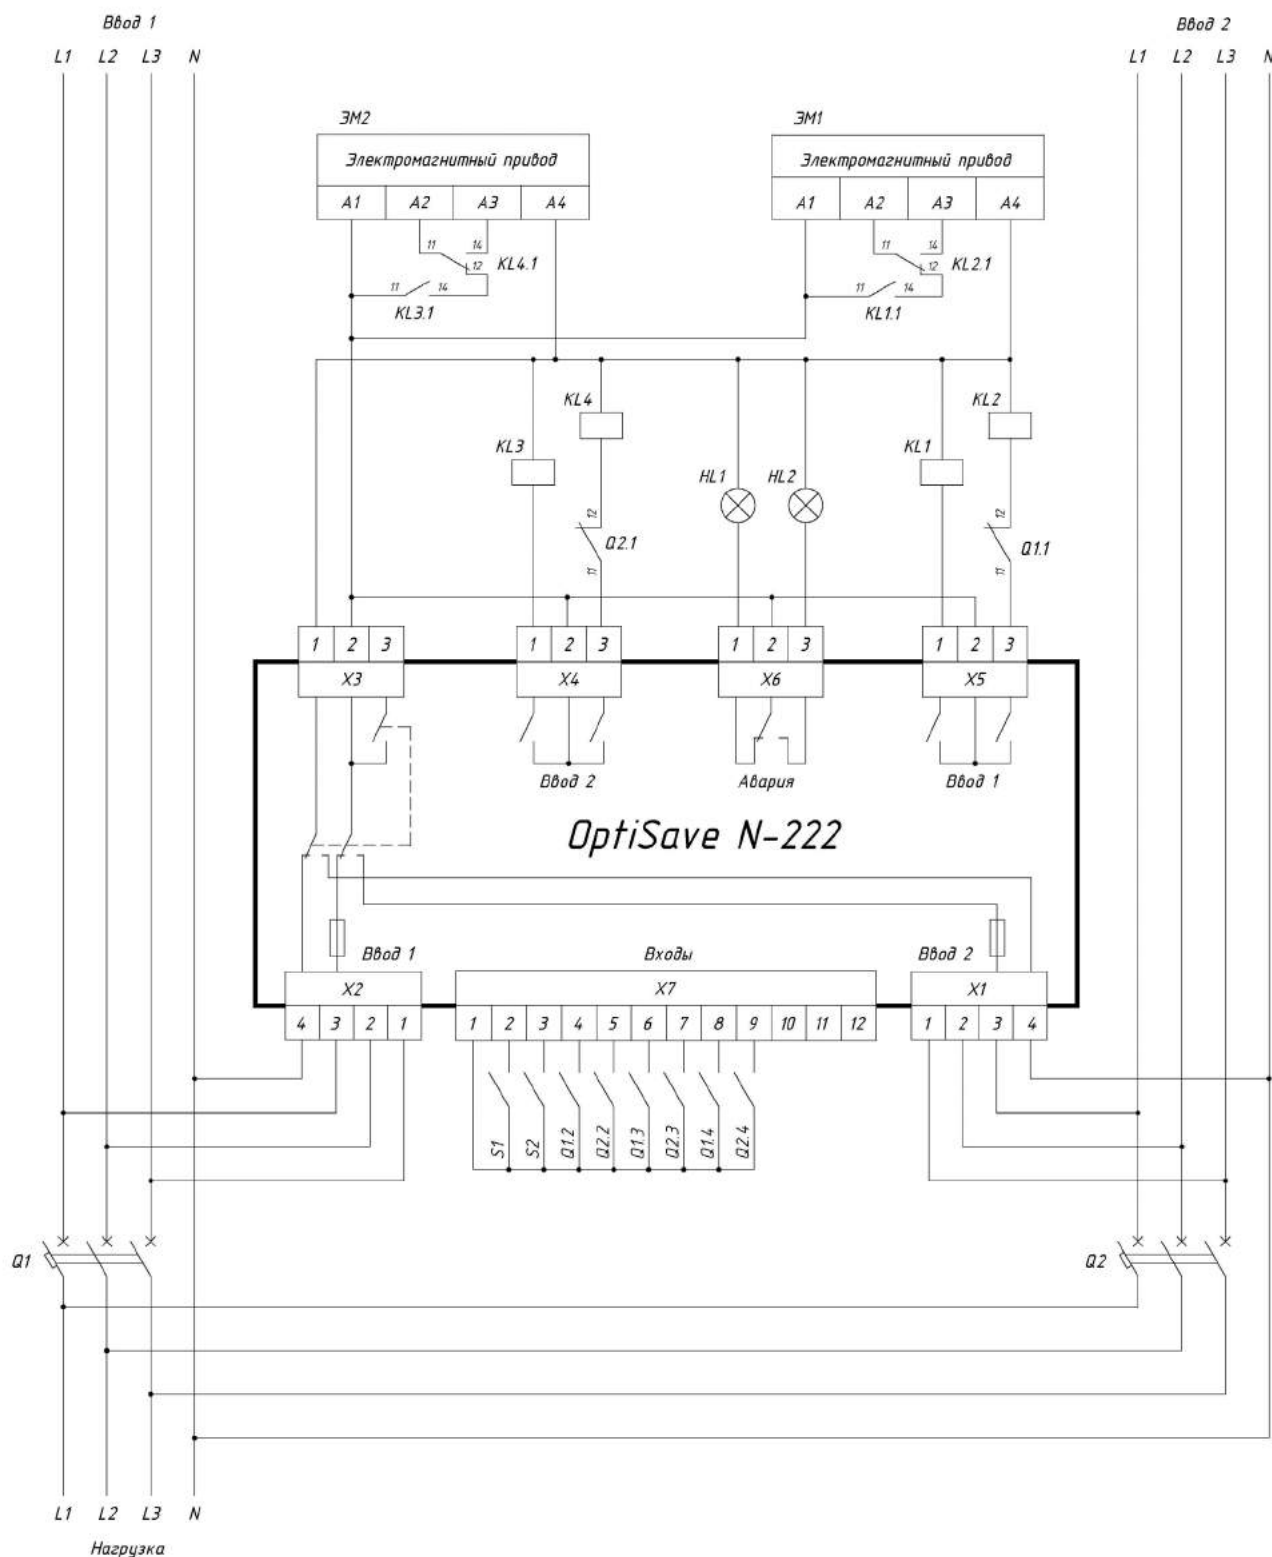 Ввод 1
Ввод 2
L1 L2 L3 N
L1 L2 L3 N
ЭМ2
ЭМ1
Электромагнитный привод
Электромагнитный привод
A1 A2 A3 A4
A1 A2 A3 A4
11 14
12 KL4.1
11 14
KL3.1
11 14
12 KL2.1
11 14
KL1.1
KL4
KL3
KL2
KL1
HL1 HL2
12
Q2.1
11
12
Q1.1
11
1 2 3
1 2 3
1 2 3
1 2 3
X3
X4
X6
X5
Ввод 2
Авария
Ввод 1
OptiSave N-222
Ввод 1
Входы
Ввод 2
X2
X7
X1
4 3 2 1
1 2 3 4 5 6 7 8 9 10 11 12
1 2 3 4
S1 S2 Q1.2 Q2.2 Q1.3 Q2.3 Q1.4 Q2.4
Q1
Q2
L1 L2 L3 N
Нагрузка